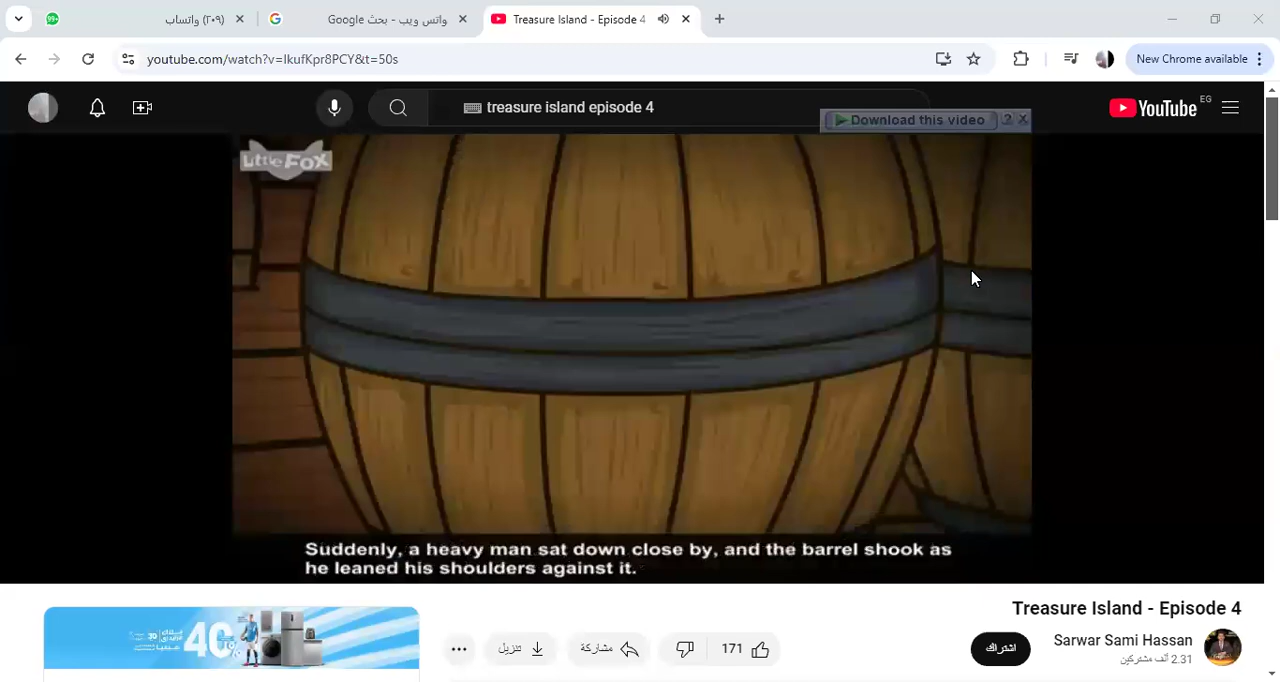 (٢٠٩) واتساب
واتس ويب - بحث Google
Treasure Island - Episode 4
youtube.com/watch?v=IkufKpr8PCY&t=50s
New Chrome available
treasure island episode 4
YouTube EG
Download this video ? X
Little Fox
Suddenly, a heavy man sat down close by, and the barrel shook as
he leaned his shoulders against it.
Treasure Island - Episode 4
Sarwar Sami Hassan
2.31 ألف مشتركين
اشتراك
171
مشاركة
تنزيل
99+